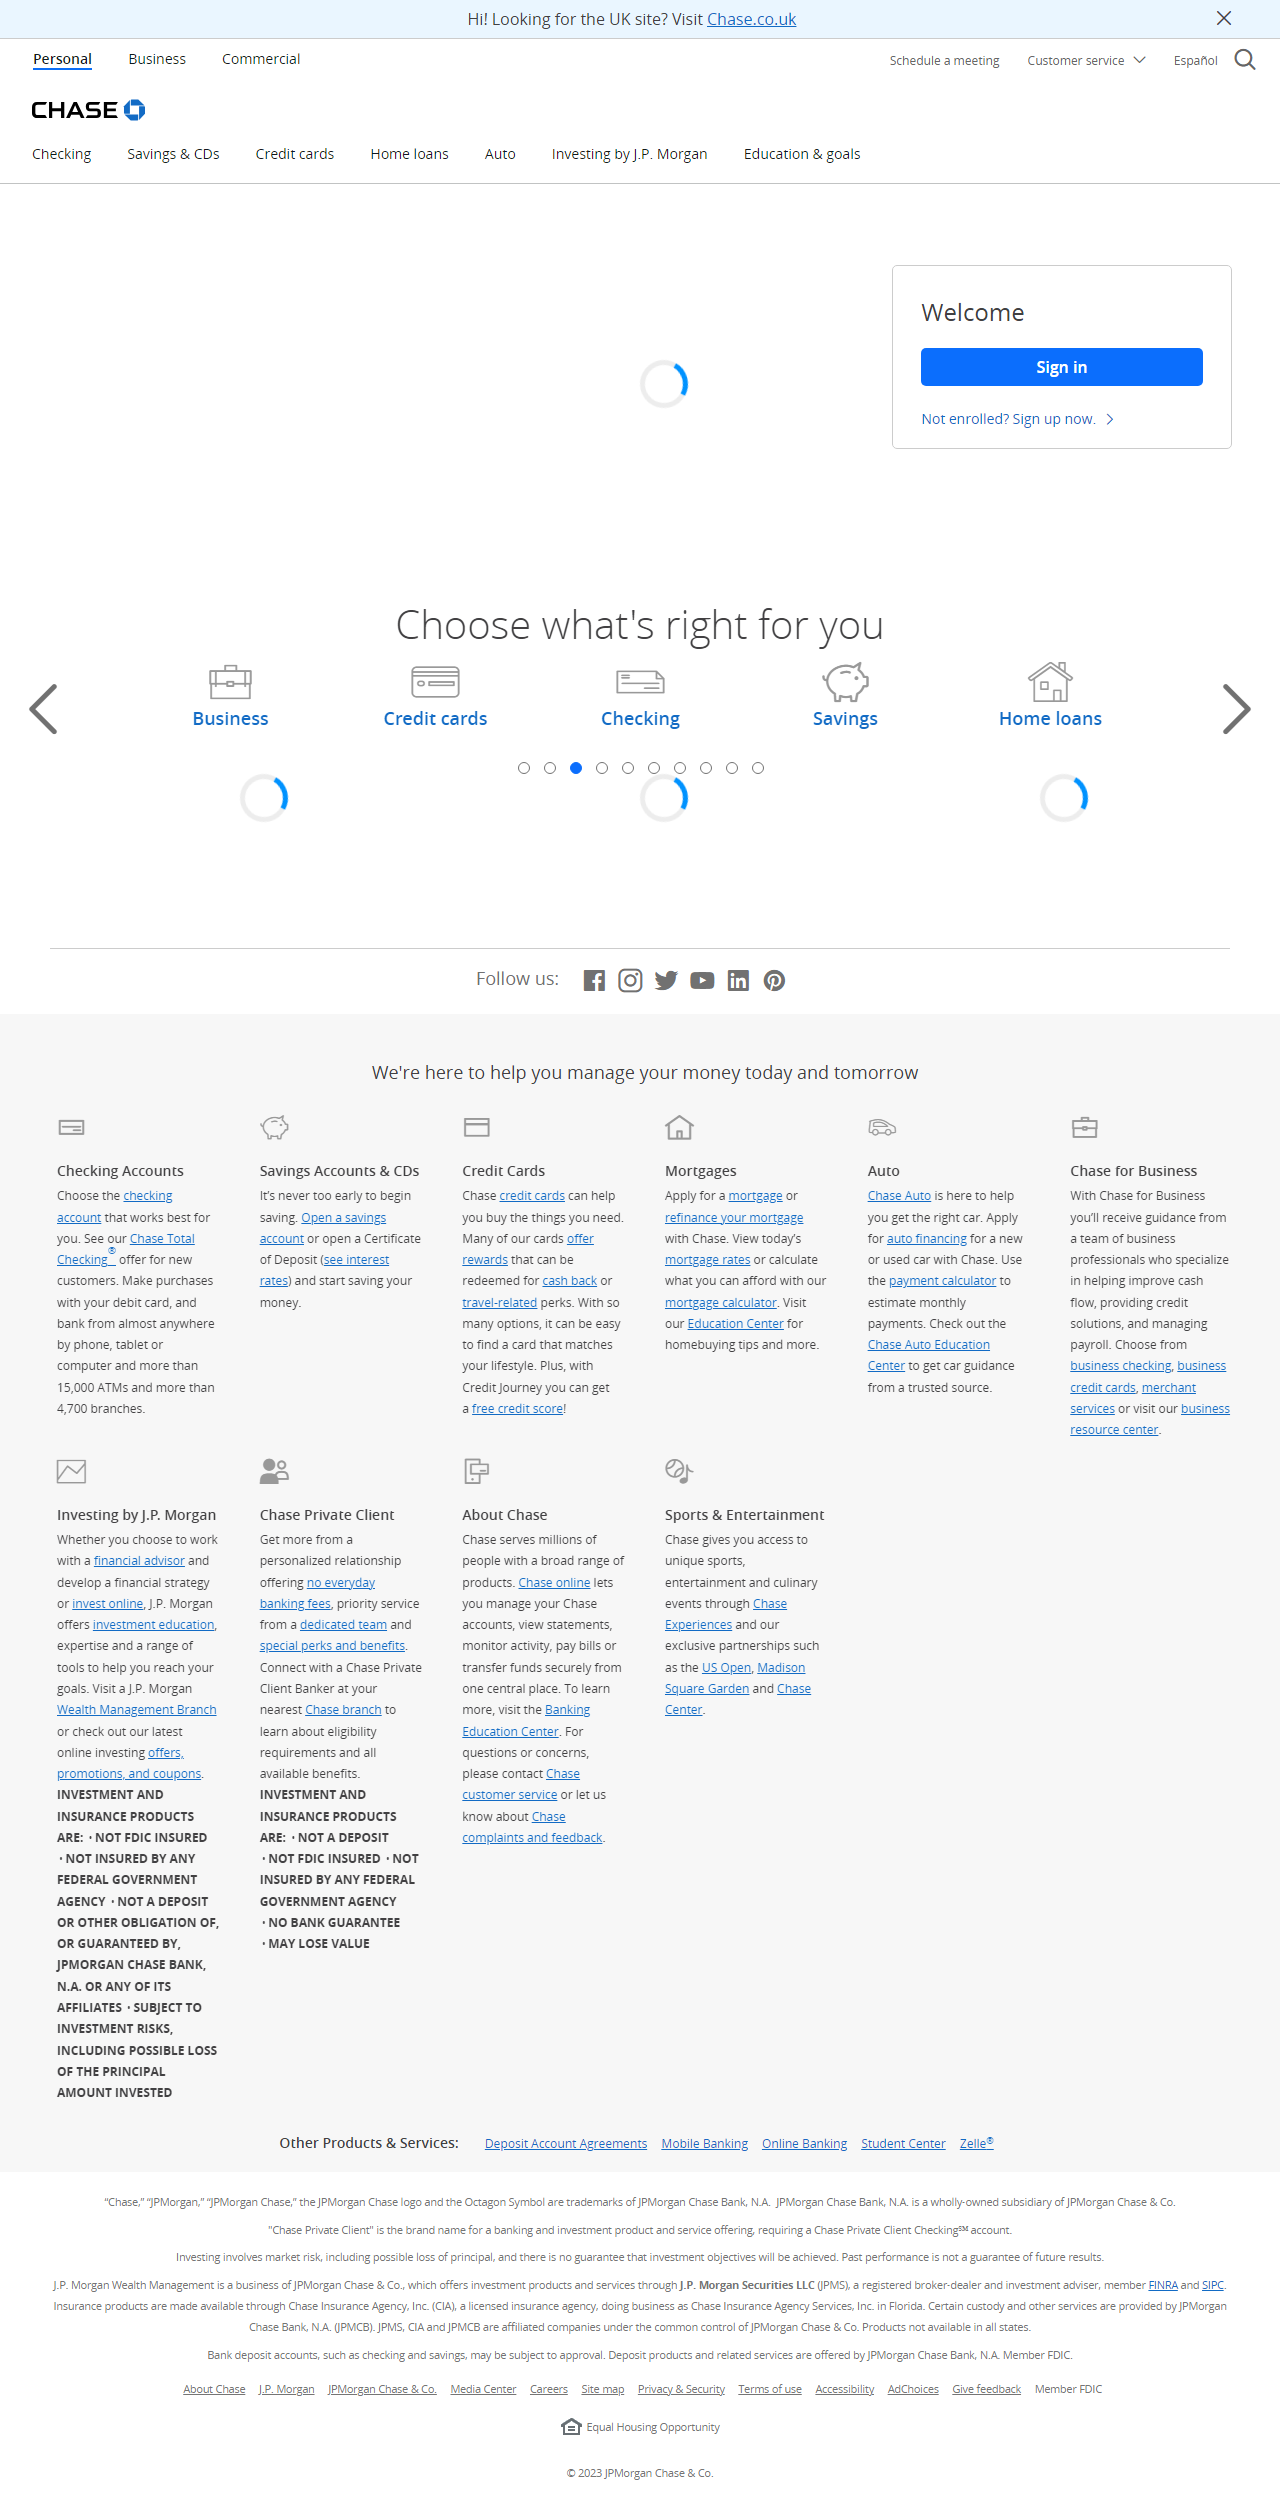 Hi! Looking for the UK site? Visit Chase.co.uk
Personal Business Commercial
Schedule a meeting Customer service Español
CHASE
Checking Savings & CDs Credit cards Home loans Auto Investing by J.P. Morgan Education & goals
Welcome
Sign in
Not enrolled? Sign up now.
Choose what's right for you
Business Credit cards Checking Savings Home loans
Follow us:
We're here to help you manage your money today and tomorrow
Checking Accounts
Choose the checking
account that works best for
you. See our Chase Total
Checking® offer for new
customers. Make purchases
with your debit card, and
bank from almost anywhere
by phone, tablet or
computer and more than
15,000 ATMs and more than
4,700 branches.
Savings Accounts & CDs
It’s never too early to begin
saving. Open a savings
account or open a Certificate
of Deposit (see interest
rates) and start saving your
money.
Credit Cards
Chase credit cards can help
you buy the things you need.
Many of our cards offer
rewards that can be
redeemed for cash back or
travel-related perks. With so
many options, it can be easy
to find a card that matches
your lifestyle. Plus, with
Credit Journey you can get
a free credit score!
Mortgages
Apply for a mortgage or
refinance your mortgage
with Chase. View today’s
mortgage rates or calculate
what you can afford with our
mortgage calculator. Visit
our Education Center for
homebuying tips and more.
Auto
Chase Auto is here to help
you get the right car. Apply
for auto financing for a new
or used car with Chase. Use
the payment calculator to
estimate monthly
payments. Check out the
Chase Auto Education
Center to get car guidance
from a trusted source.
Chase for Business
With Chase for Business
you’ll receive guidance from
a team of business
professionals who specialize
in helping improve cash
flow, providing credit
solutions, and managing
payroll. Choose from
business checking, business
credit cards, merchant
services or visit our business
resource center.
Investing by J.P. Morgan
Whether you choose to work
with a financial advisor and
develop a financial strategy
or invest online, J.P. Morgan
offers investment education,
expertise and a range of
tools to help you reach your
goals. Visit a J.P. Morgan
Wealth Management Branch
or check out our latest
online investing offers,
promotions, and coupons.
INVESTMENT AND
INSURANCE PRODUCTS
ARE: · NOT FDIC INSURED
· NOT INSURED BY ANY
FEDERAL GOVERNMENT
AGENCY · NOT A DEPOSIT
OR OTHER OBLIGATION OF,
OR GUARANTEED BY,
JPMORGAN CHASE BANK,
N.A. OR ANY OF ITS
AFFILIATES · SUBJECT TO
INVESTMENT RISKS,
INCLUDING POSSIBLE LOSS
OF THE PRINCIPAL
AMOUNT INVESTED
Chase Private Client
Get more from a
personalized relationship
offering no everyday
banking fees, priority service
from a dedicated team and
special perks and benefits.
Connect with a Chase Private
Client Banker at your
nearest Chase branch to
learn about eligibility
requirements and all
available benefits.
INVESTMENT AND
INSURANCE PRODUCTS
ARE: · NOT A DEPOSIT
· NOT FDIC INSURED · NOT
INSURED BY ANY FEDERAL
GOVERNMENT AGENCY
· NO BANK GUARANTEE
· MAY LOSE VALUE
About Chase
Chase serves millions of
people with a broad range of
products. Chase online lets
you manage your Chase
accounts, view statements,
monitor activity, pay bills or
transfer funds securely from
one central place. To learn
more, visit the Banking
Education Center. For
questions or concerns,
please contact Chase
customer service or let us
know about Chase
complaints and feedback.
Sports & Entertainment
Chase gives you access to
unique sports,
entertainment and culinary
events through Chase
Experiences and our
exclusive partnerships such
as the US Open, Madison
Square Garden and Chase
Center.
Other Products & Services: Deposit Account Agreements Mobile Banking Online Banking Student Center Zelle®
“Chase,” “JPMorgan,” “JPMorgan Chase,” the JPMorgan Chase logo and the Octagon Symbol are trademarks of JPMorgan Chase Bank, N.A. JPMorgan Chase Bank, N.A. is a wholly-owned subsidiary of JPMorgan Chase & Co.
"Chase Private Client" is the brand name for a banking and investment product and service offering, requiring a Chase Private Client Checking℠ account.
Investing involves market risk, including possible loss of principal, and there is no guarantee that investment objectives will be achieved. Past performance is not a guarantee of future results.
J.P. Morgan Wealth Management is a business of JPMorgan Chase & Co., which offers investment products and services through J.P. Morgan Securities LLC (JPMS), a registered broker-dealer and investment adviser, member FINRA and SIPC.
Insurance products are made available through Chase Insurance Agency, Inc. (CIA), a licensed insurance agency, doing business as Chase Insurance Agency Services, Inc. in Florida. Certain custody and other services are provided by JPMorgan
Chase Bank, N.A. (JPMCB). JPMS, CIA and JPMCB are affiliated companies under the common control of JPMorgan Chase & Co. Products not available in all states.
Bank deposit accounts, such as checking and savings, may be subject to approval. Deposit products and related services are offered by JPMorgan Chase Bank, N.A. Member FDIC.
About Chase J.P. Morgan JPMorgan Chase & Co. Media Center Careers Site map Privacy & Security Terms of use Accessibility AdChoices Give feedback Member FDIC
Equal Housing Opportunity
© 2023 JPMorgan Chase & Co.